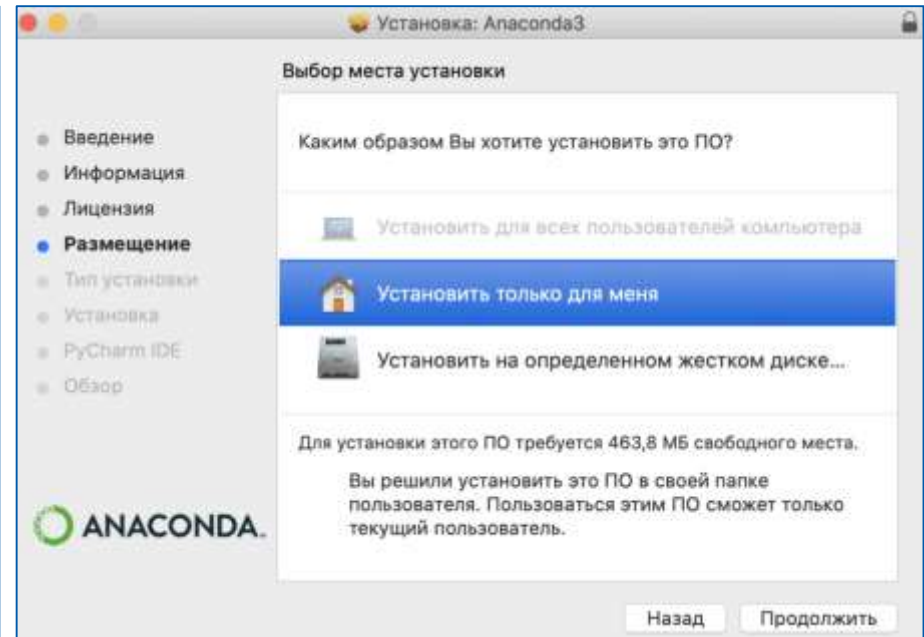 Установка: Anaconda3
Выбор места установки
Введение
Информация
Лицензия
Размещение
Тип установки
Установка
PyCharm IDE
Обзор
Каким образом Вы хотите установить это ПО?
Установить для всех пользователей компьютера
Установить только для меня
Установить на определенном жестком диске...
Для установки этого ПО требуется 463,8 МБ свободного места.
Вы решили установить это ПО в своей папке
пользователя. Пользоваться этим ПО сможет только
текущий пользователь.
ANACONDA.
Назад
Продолжить